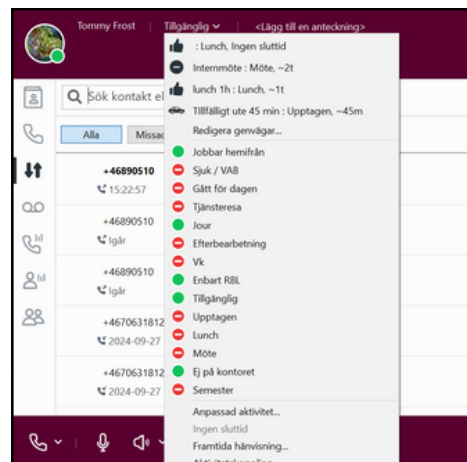 Tommy Frost
Tillgänglig
<Lägg till en anteckning>
: Lunch, Ingen sluttid
Internmöte : Möte, ~2t
lunch 1h : Lunch, ~1t
Tillfälligt ute 45 min : Upptagen, ~45m
Redigera genvägar...
Jobbar hemifrån
Sjuk / VAB
Gått för dagen
Tjänsteresa
Jour
Efterbearbetning
Vk
Enbart RBL
Tillgänglig
Upptagen
Lunch
Möte
Ej på kontoret
Semester
Anpassad aktivitet...
Ingen sluttid
Framtida hänvisning...
Sök kontakt el
Alla
Missad
+46890510
15:22:57
+46890510
Igår
+46890510
Igår
+4670631812
2024-09-27
+4670631812
2024-09-27